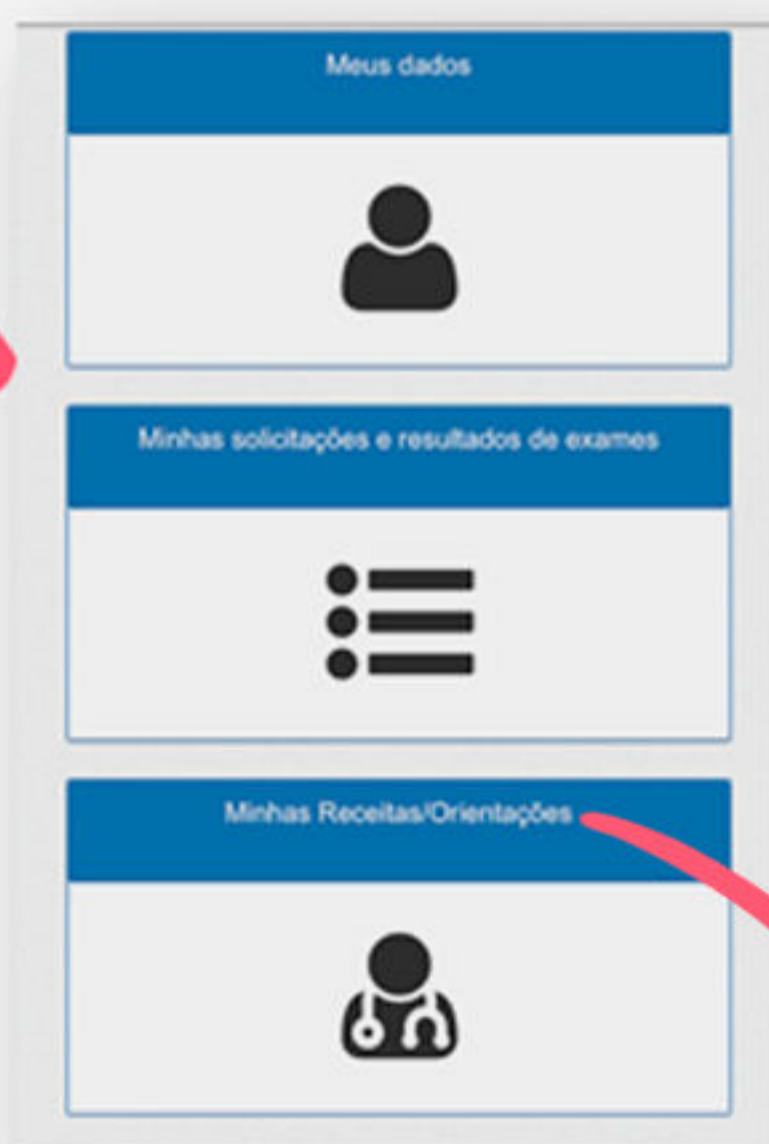 Meus dados
Minhas solicitações e resultados de exames
Minhas Receitas/Orientações